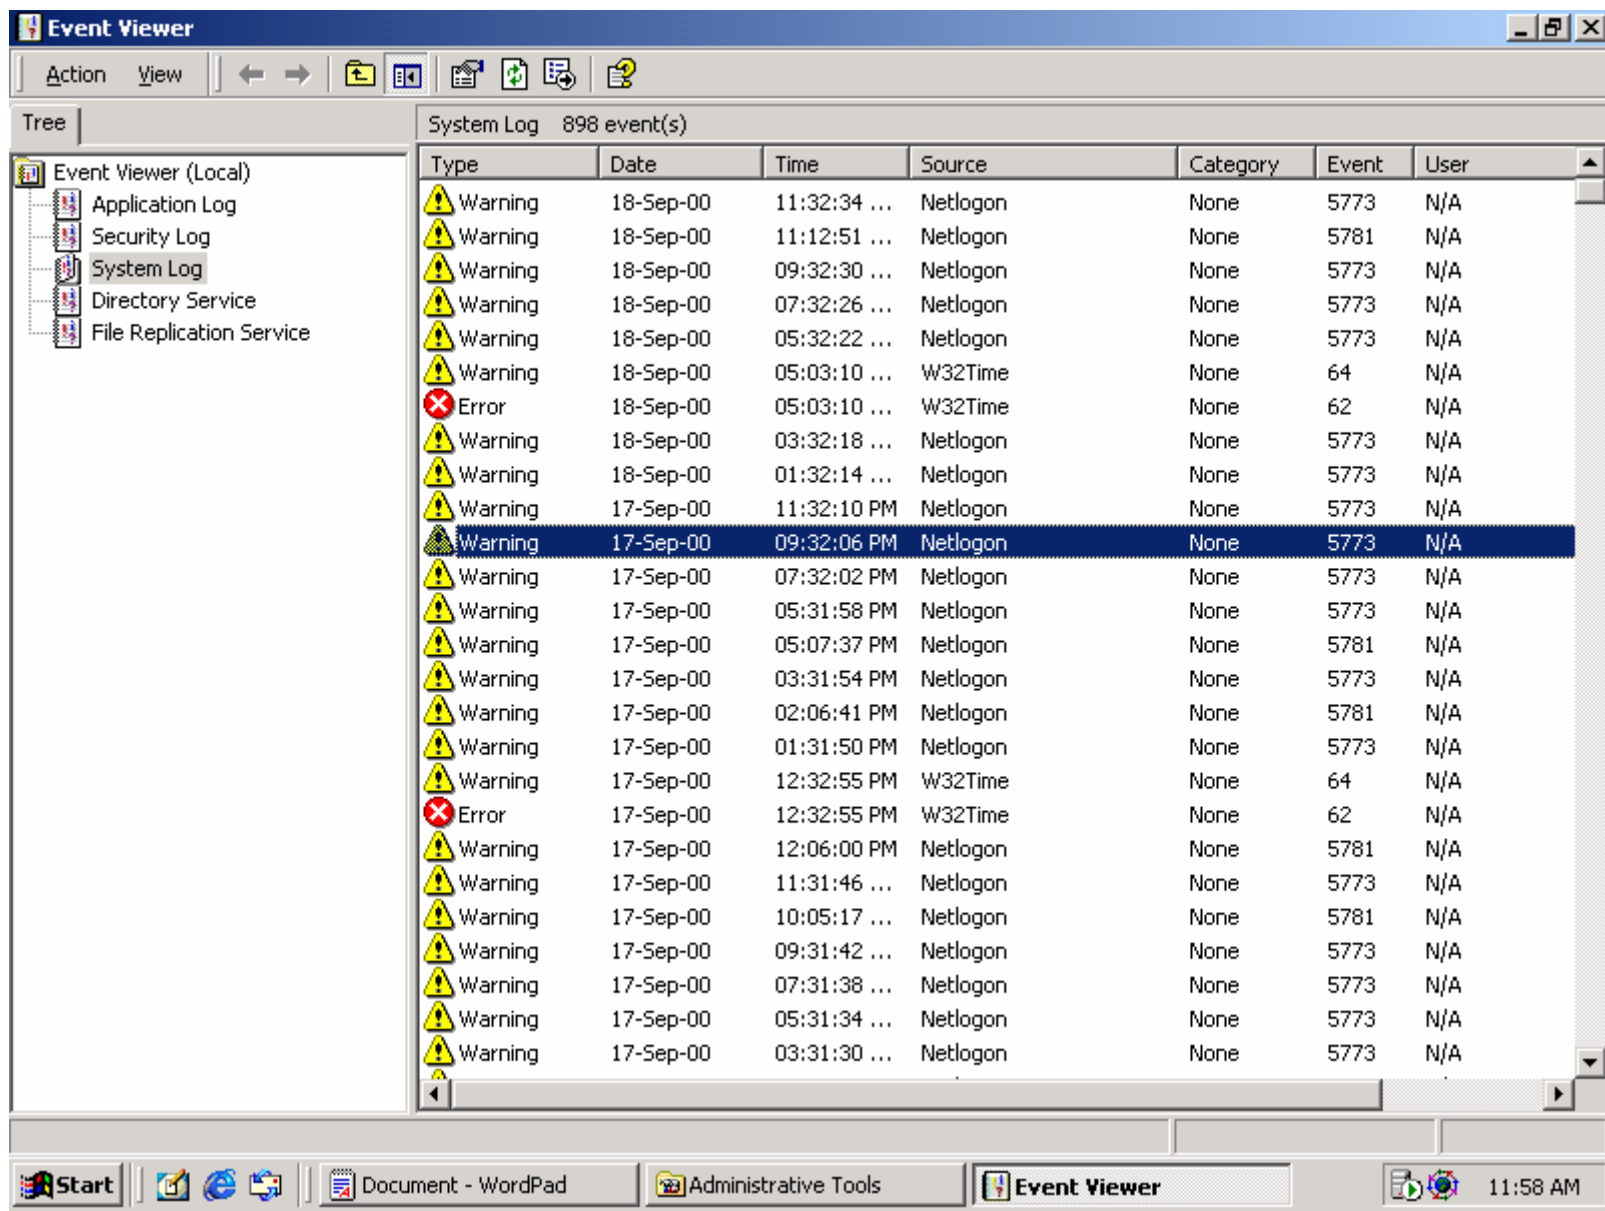 Event Viewer
Action View
Tree
System Log 898 event(s)
Event Viewer (Local)
Application Log
Security Log
System Log
Directory Service
File Replication Service
Type Date Time Source Category Event User
Warning 18-Sep-00 11:32:34 ... Netlogon None 5773 N/A
Warning 18-Sep-00 11:12:51 ... Netlogon None 5781 N/A
Warning 18-Sep-00 09:32:30 ... Netlogon None 5773 N/A
Warning 18-Sep-00 07:32:26 ... Netlogon None 5773 N/A
Warning 18-Sep-00 05:32:22 ... Netlogon None 5773 N/A
Warning 18-Sep-00 05:03:10 ... W32Time None 64 N/A
Error 18-Sep-00 05:03:10 ... W32Time None 62 N/A
Warning 18-Sep-00 03:32:18 ... Netlogon None 5773 N/A
Warning 18-Sep-00 01:32:14 ... Netlogon None 5773 N/A
Warning 17-Sep-00 11:32:10 PM Netlogon None 5773 N/A
Warning 17-Sep-00 09:32:06 PM Netlogon None 5773 N/A
Warning 17-Sep-00 07:32:02 PM Netlogon None 5773 N/A
Warning 17-Sep-00 05:31:58 PM Netlogon None 5773 N/A
Warning 17-Sep-00 05:07:37 PM Netlogon None 5781 N/A
Warning 17-Sep-00 03:31:54 PM Netlogon None 5773 N/A
Warning 17-Sep-00 02:06:41 PM Netlogon None 5781 N/A
Warning 17-Sep-00 01:31:50 PM Netlogon None 5773 N/A
Warning 17-Sep-00 12:32:55 PM W32Time None 64 N/A
Error 17-Sep-00 12:32:55 PM W32Time None 62 N/A
Warning 17-Sep-00 12:06:00 PM Netlogon None 5781 N/A
Warning 17-Sep-00 11:31:46 ... Netlogon None 5773 N/A
Warning 17-Sep-00 10:05:17 ... Netlogon None 5781 N/A
Warning 17-Sep-00 09:31:42 ... Netlogon None 5773 N/A
Warning 17-Sep-00 07:31:38 ... Netlogon None 5773 N/A
Warning 17-Sep-00 05:31:34 ... Netlogon None 5773 N/A
Warning 17-Sep-00 03:31:30 ... Netlogon None 5773 N/A
Start Document - WordPad Administrative Tools Event Viewer 11:58 AM